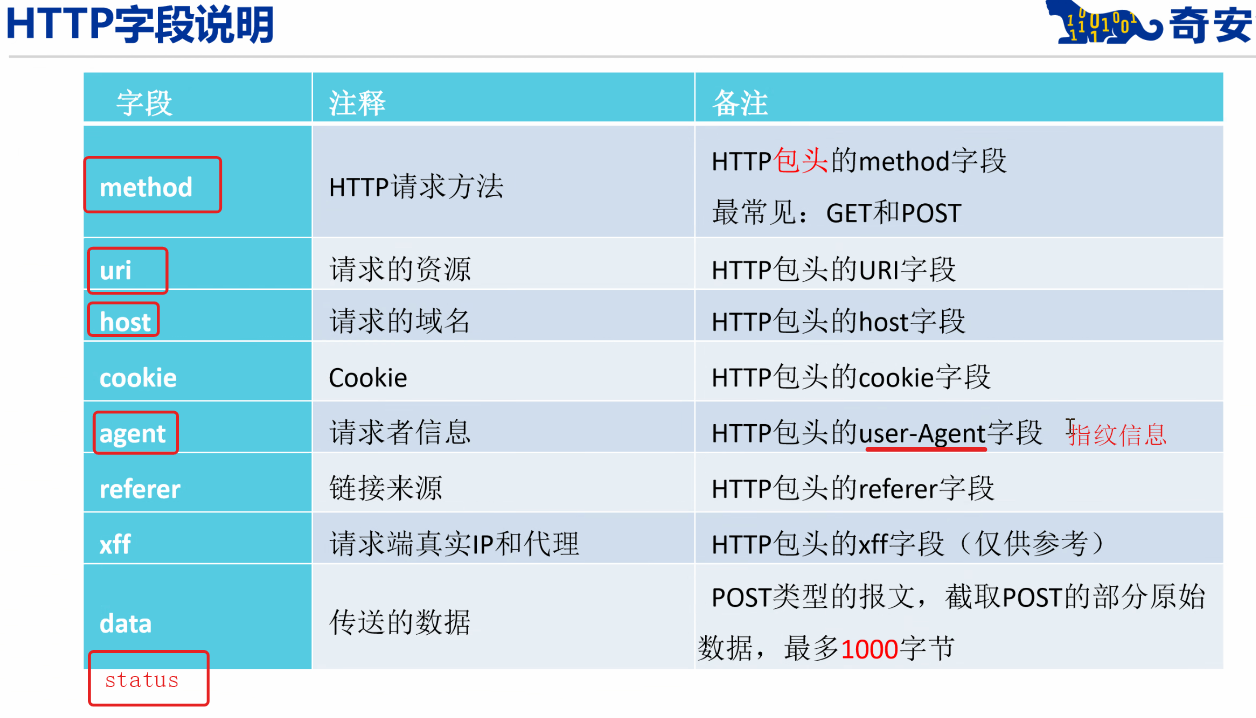 HTTP字段说明
奇安
字段 注释 备注
method HTTP请求方法 HTTP包头的method字段
最常见：GET和POST
uri 请求的资源 HTTP包头的URI字段
host 请求的域名 HTTP包头的host字段
cookie Cookie HTTP包头的cookie字段
agent 请求者信息 HTTP包头的user-Agent字段 指纹信息
referer 链接来源 HTTP包头的referer字段
xff 请求端真实IP和代理 HTTP包头的xff字段（仅供参考）
data 传送的数据 POST类型的报文，截取POST的部分原始
数据，最多1000字节
status